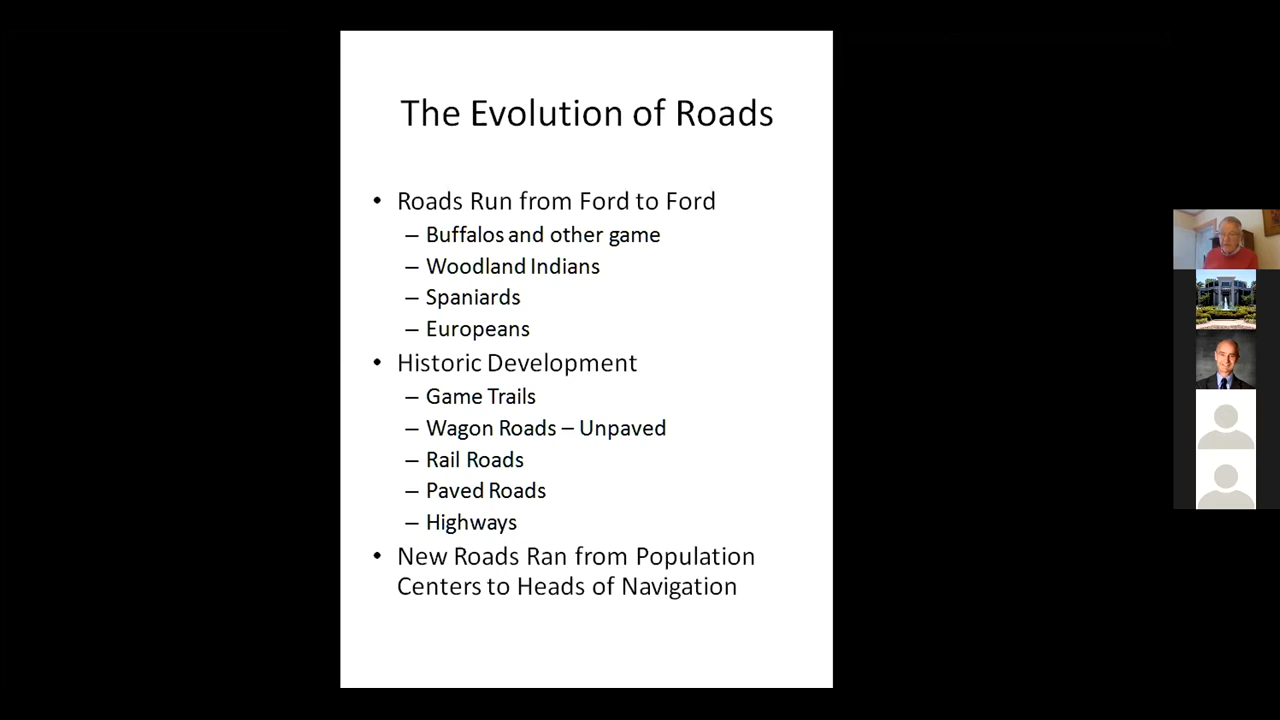 The Evolution of Roads
• Roads Run from Ford to Ford
– Buffalos and other game
– Woodland Indians
– Spaniards
– Europeans
• Historic Development
– Game Trails
– Wagon Roads – Unpaved
– Rail Roads
– Paved Roads
– Highways
• New Roads Ran from Population
Centers to Heads of Navigation